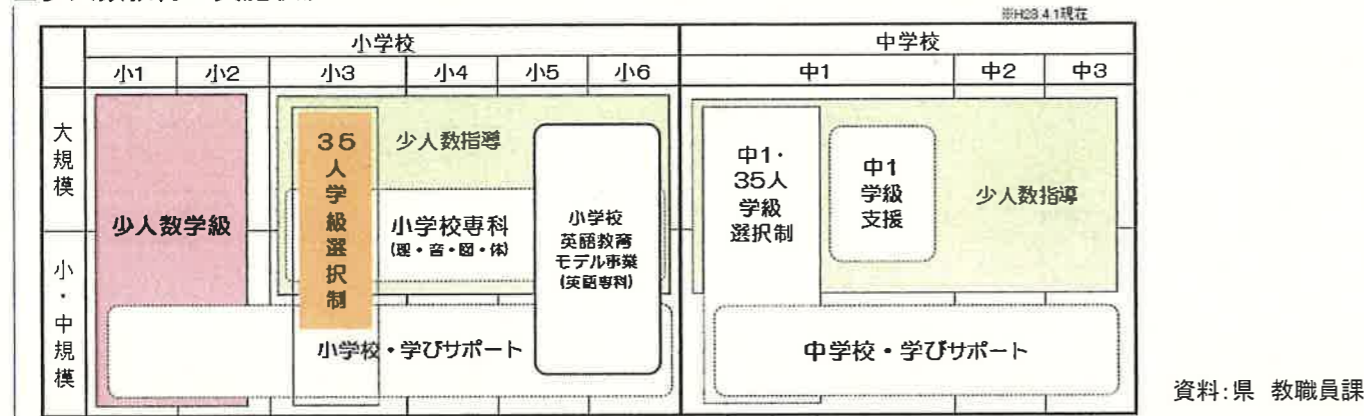 ※H28.4.1現在
小学校
中学校
小1
小2
小3
小4
小5
小6
中1
中2
中3
大規模
小・中規模
少人数学級
35人学級選択制
少人数指導
小学校専科
(理・音・図・体)
小学校
英語教育
モデル事業
(英語専科)
小学校・学びサポート
中1・
35人
学級
選択制
中1
学級
支援
少人数指導
中学校・学びサポート
資料:県 教職員課